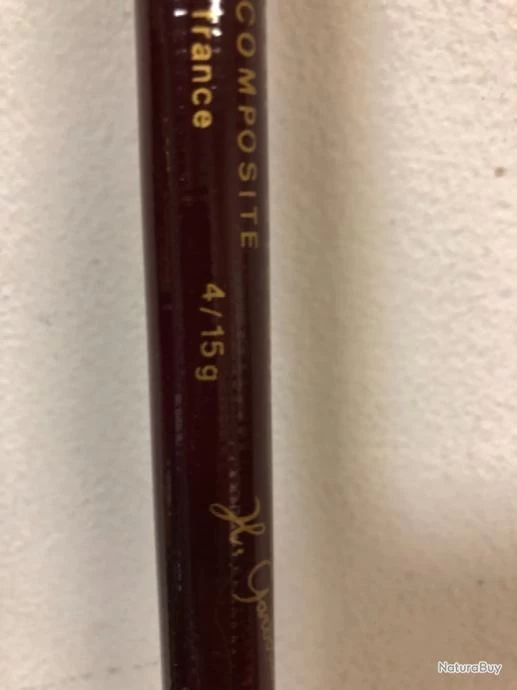 COMPOSITE
france
4/15g
NaturaBuy